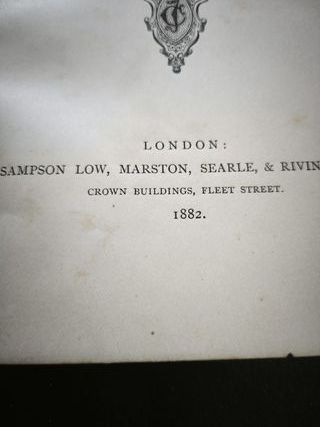 LONDON:
SAMPSON LOW, MARSTON, SEARLE, & RIVIN
CROWN BUILDINGS, FLEET STREET.
1882.